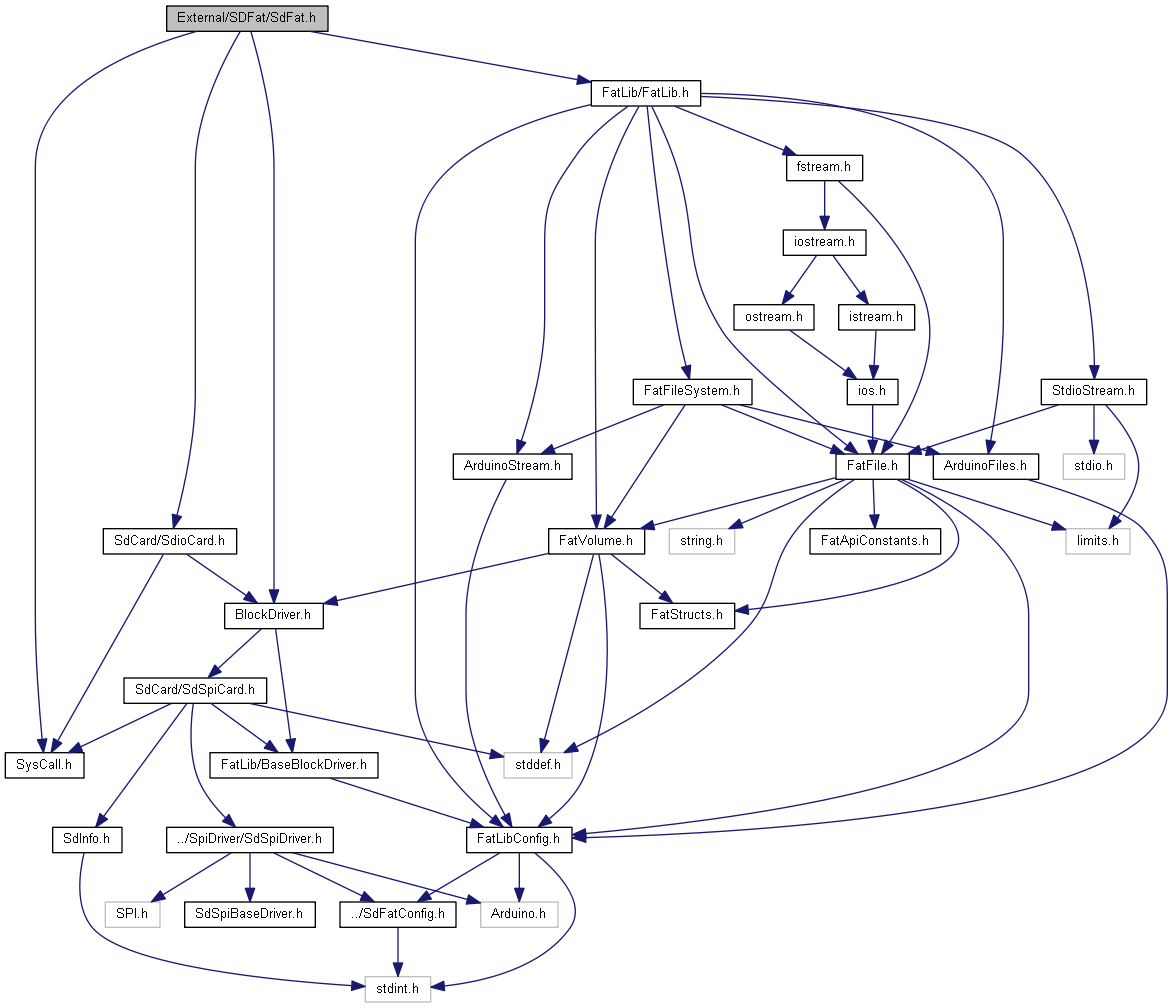 External/SDFat/SdFat.h
FatLib/FatLib.h
fstream.h
iostream.h
ostream.h
istream.h
FatFileSystem.h
ios.h
StdioStream.h
ArduinoStream.h
FatFile.h
ArduinoFiles.h
stdio.h
SdCard/SdioCard.h
FatVolume.h
string.h
FatApiConstants.h
limits.h
BlockDriver.h
FatStructs.h
SdCard/SdSpiCard.h
SysCall.h
FatLib/BaseBlockDriver.h
stddef.h
SdInfo.h
../SpiDriver/SdSpiDriver.h
FatLibConfig.h
SPI.h
SdSpiBaseDriver.h
../SdFatConfig.h
Arduino.h
stdint.h